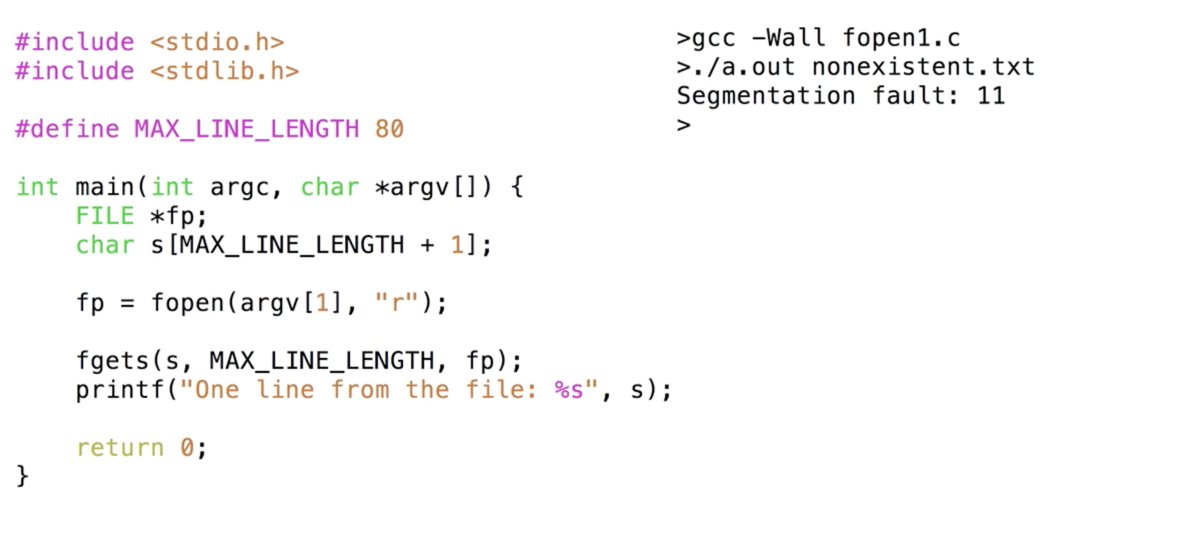 #include <stdio.h>
#include <stdlib.h>
#define MAX_LINE_LENGTH 80
int main(int argc, char *argv[]) {
FILE *fp;
char s[MAX_LINE_LENGTH + 1];
fp = fopen(argv[1], "r");
fgets(s, MAX_LINE_LENGTH, fp);
printf("One line from the file: %s", s);
return 0;
}
>gcc -Wall fopen1.c
>./a.out nonexistent.txt
Segmentation fault: 11
>